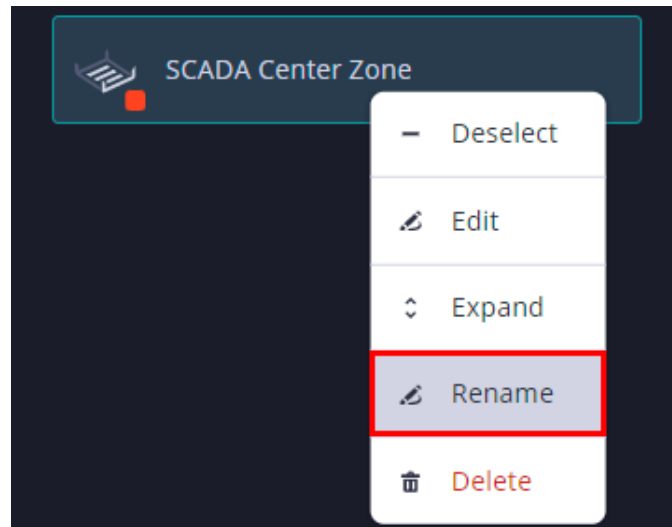 SCADA Center Zone
Deselect
Edit
Expand
Rename
Delete